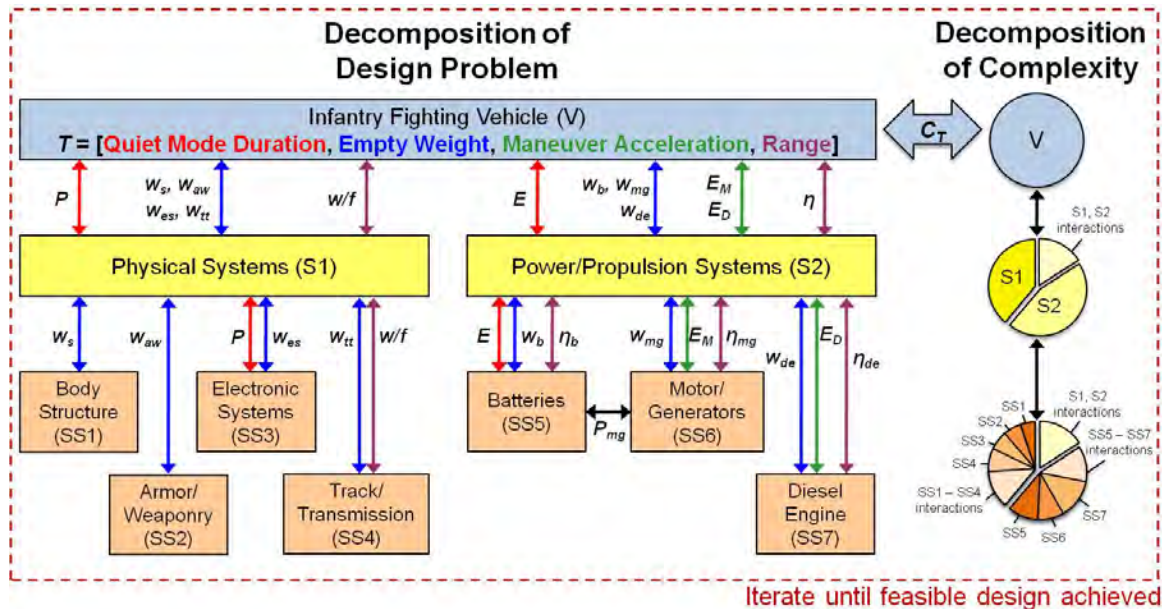 Decomposition of
Design Problem
Decomposition
of Complexity
Infantry Fighting Vehicle (V)
T = [Quiet Mode Duration, Empty Weight, Maneuver Acceleration, Range]
C_T
V
P
w_s, w_aw
w_es, w_tt
w/f
E
w_b, w_mg
w_de
E_M
E_D
η
S1, S2
interactions
Physical Systems (S1)
Power/Propulsion Systems (S2)
S1
S2
w_s
w_aw
P
w_es
w_tt
w/f
E
w_b
η_b
w_mg
E_M
η_mg
w_de
E_D
η_de
Body
Structure
(SS1)
Electronic
Systems
(SS3)
Batteries
(SS5)
P_mg
Motor/
Generators
(SS6)
Armor/
Weaponry
(SS2)
Track/
Transmission
(SS4)
Diesel
Engine
(SS7)
S1, S2
interactions
SS1
SS2
SS3
SS4
SS5 – SS7
interactions
SS1 – SS4
interactions
SS5
SS6
SS7
Iterate until feasible design achieved